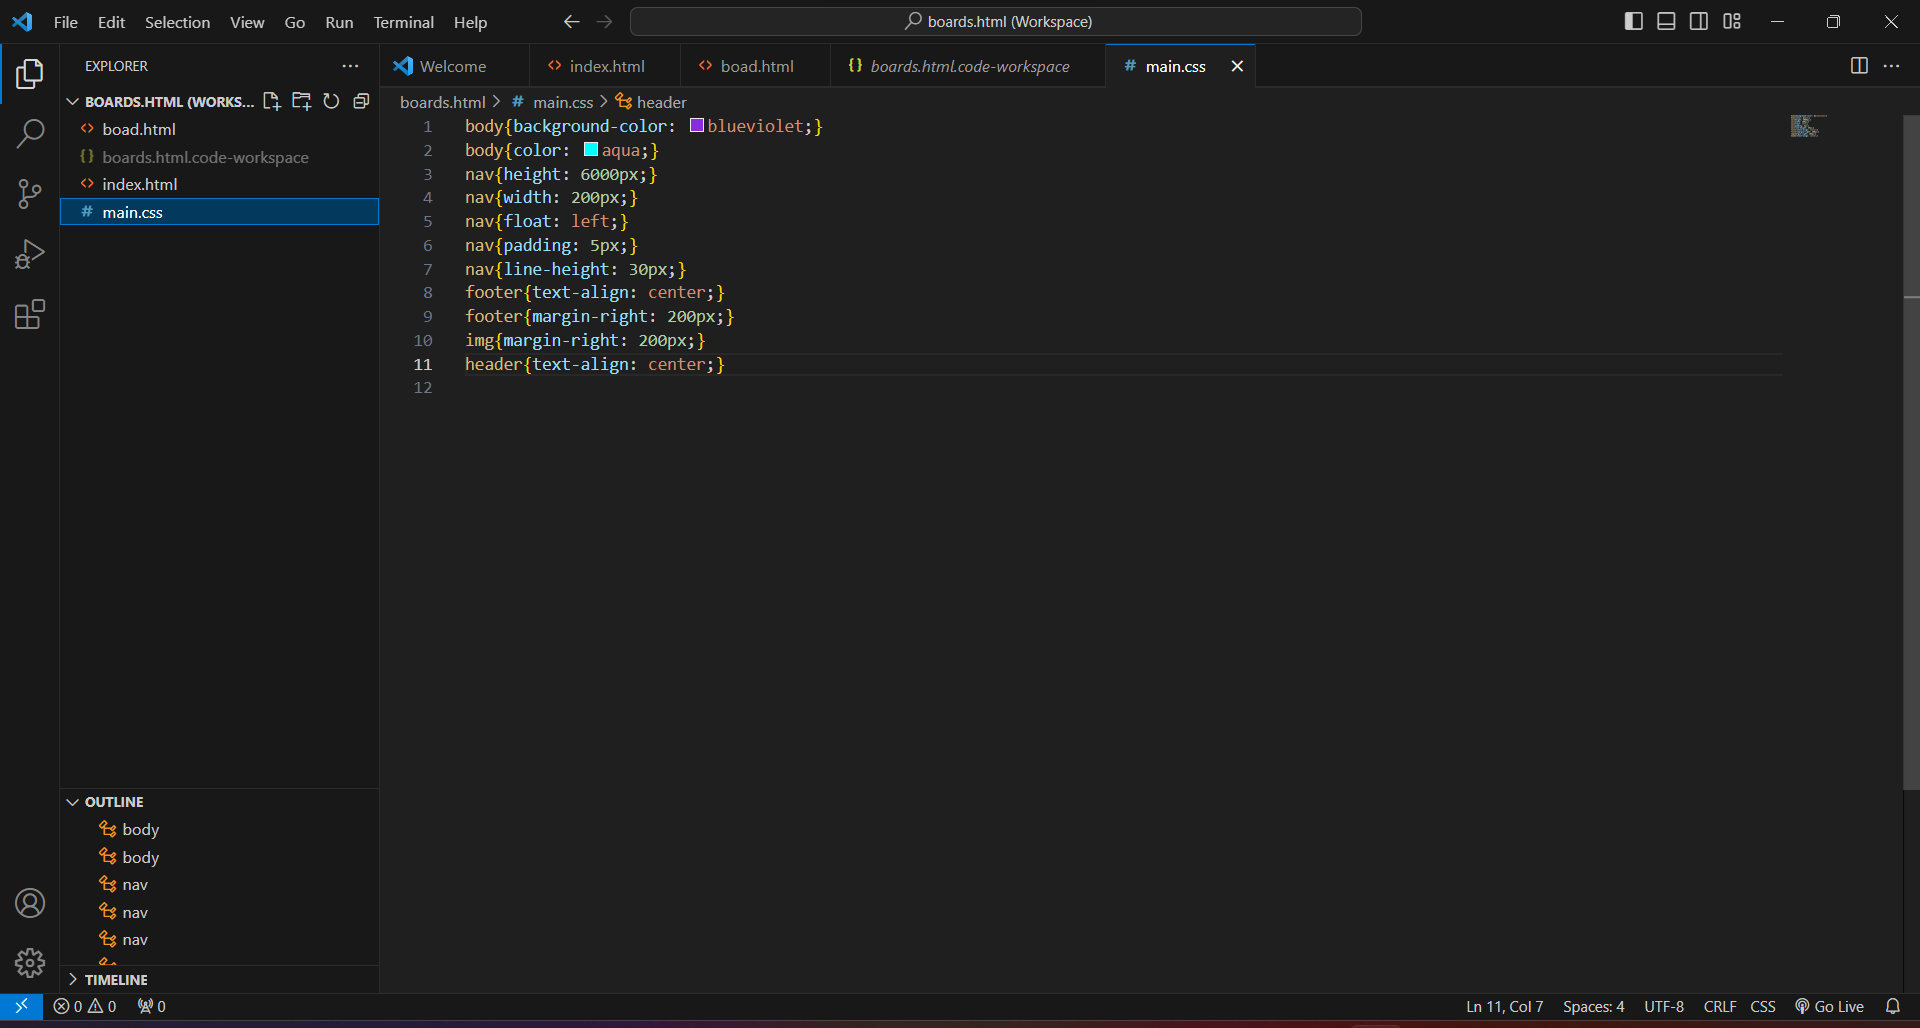 File Edit Selection View Go Run Terminal Help
boards.html (Workspace)
EXPLORER
BOARDS.HTML (WORKS...
boad.html
boards.html.code-workspace
index.html
main.css
OUTLINE
body
body
nav
nav
nav
TIMELINE
Welcome
index.html
boad.html
boards.html.code-workspace
main.css
boards.html > # main.css > header
1 body{background-color: blueviolet;}
2 body{color: aqua;}
3 nav{height: 6000px;}
4 nav{width: 200px;}
5 nav{float: left;}
6 nav{padding: 5px;}
7 nav{line-height: 30px;}
8 footer{text-align: center;}
9 footer{margin-right: 200px;}
10 img{margin-right: 200px;}
11 header{text-align: center;}
12
0 0 0
Ln 11, Col 7 Spaces: 4 UTF-8 CRLF CSS Go Live